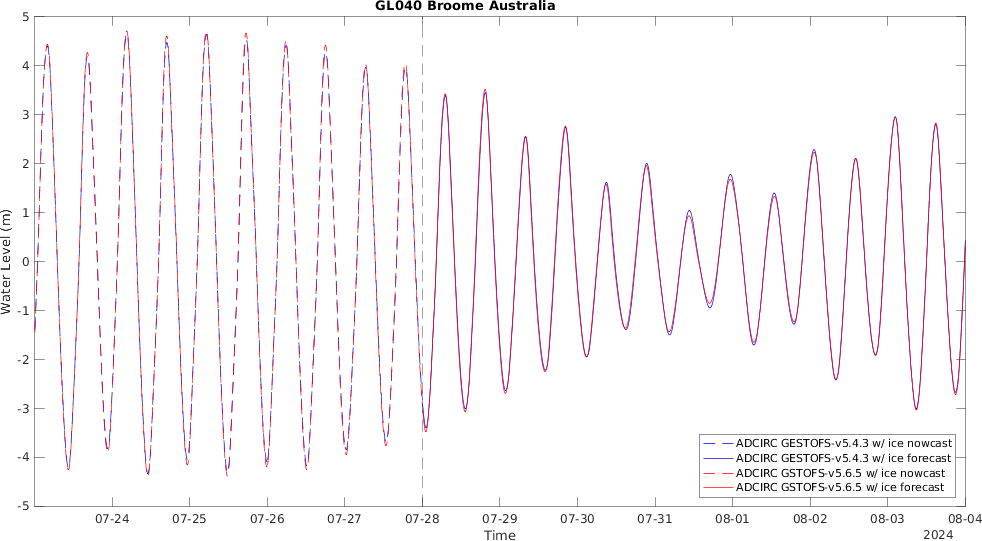 GL040 Broome Australia
5
4
3
2
1
0
-1
-2
-3
-4
-5
Water Level (m)
ADCIRC GESTOFS-v5.4.3 w/ ice nowcast
ADCIRC GESTOFS-v5.4.3 w/ ice forecast
ADCIRC GSTOFS-v5.6.5 w/ ice nowcast
ADCIRC GSTOFS-v5.6.5 w/ ice forecast
07-24 07-25 07-26 07-27 07-28 07-29 07-30 07-31 08-01 08-02 08-03 08-04
Time
2024